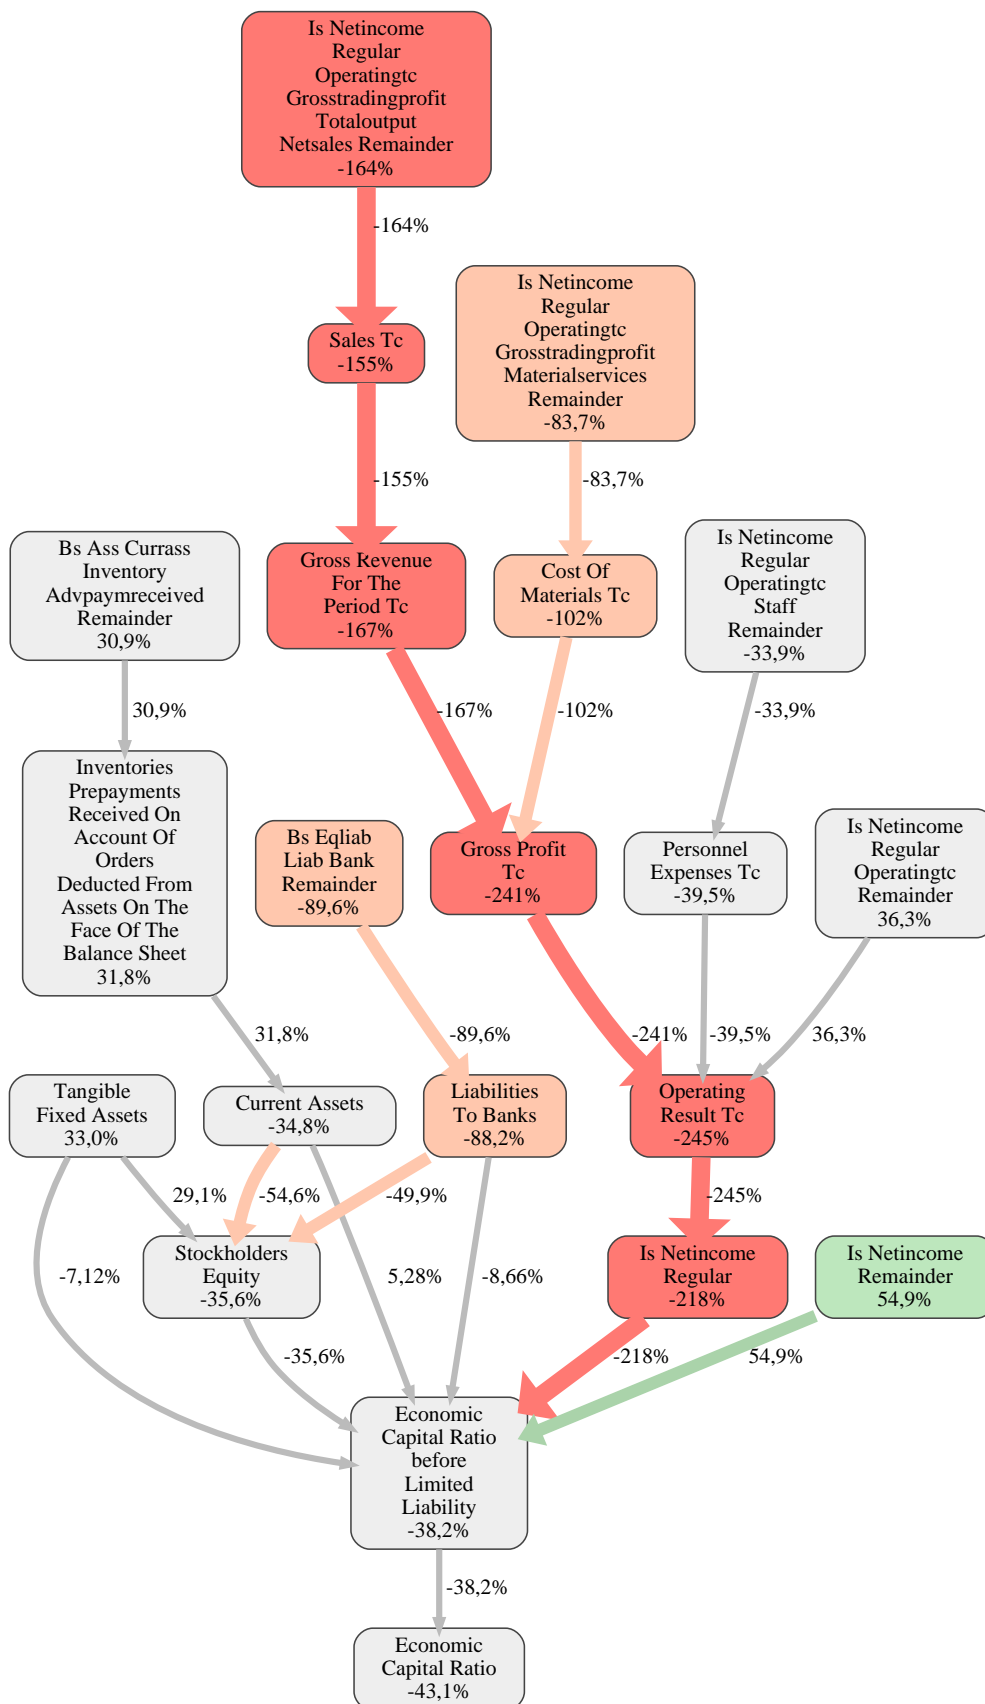 Is Netincome
Regular
Operatingtc
Grosstradingprofit
Totaloutput
Netsales Remainder
-164%
-164%
Is Netincome
Regular
Operatingtc
Grosstradingprofit
Materialservices
Remainder
-83,7%
Sales Tc
-155%
-155%
-83,7%
Bs Ass Currass
Inventory
Advpaymreceived
Remainder
30,9%
Gross Revenue
For The
Period Tc
-167%
Cost Of
Materials Tc
-102%
Is Netincome
Regular
Operatingtc
Staff
Remainder
-33,9%
30,9%
-167%
-102%
-33,9%
Inventories
Prepayments
Received On
Account Of
Orders
Deducted From
Assets On The
Face Of The
Balance Sheet
31,8%
Bs Eqliab
Liab Bank
Remainder
-89,6%
Gross Profit
Tc
-241%
Personnel
Expenses Tc
-39,5%
Is Netincome
Regular
Operatingtc
Remainder
36,3%
31,8%
-89,6%
-241%
-39,5%
36,3%
Tangible
Fixed Assets
33,0%
Current Assets
-34,8%
Liabilities
To Banks
-88,2%
Operating
Result Tc
-245%
29,1%
-54,6%
-49,9%
-245%
Stockholders
Equity
-35,6%
Is Netincome
Regular
-218%
Is Netincome
Remainder
54,9%
-7,12%
5,28%
-8,66%
-35,6%
-218%
54,9%
Economic
Capital Ratio
before
Limited
Liability
-38,2%
-38,2%
Economic
Capital Ratio
-43,1%